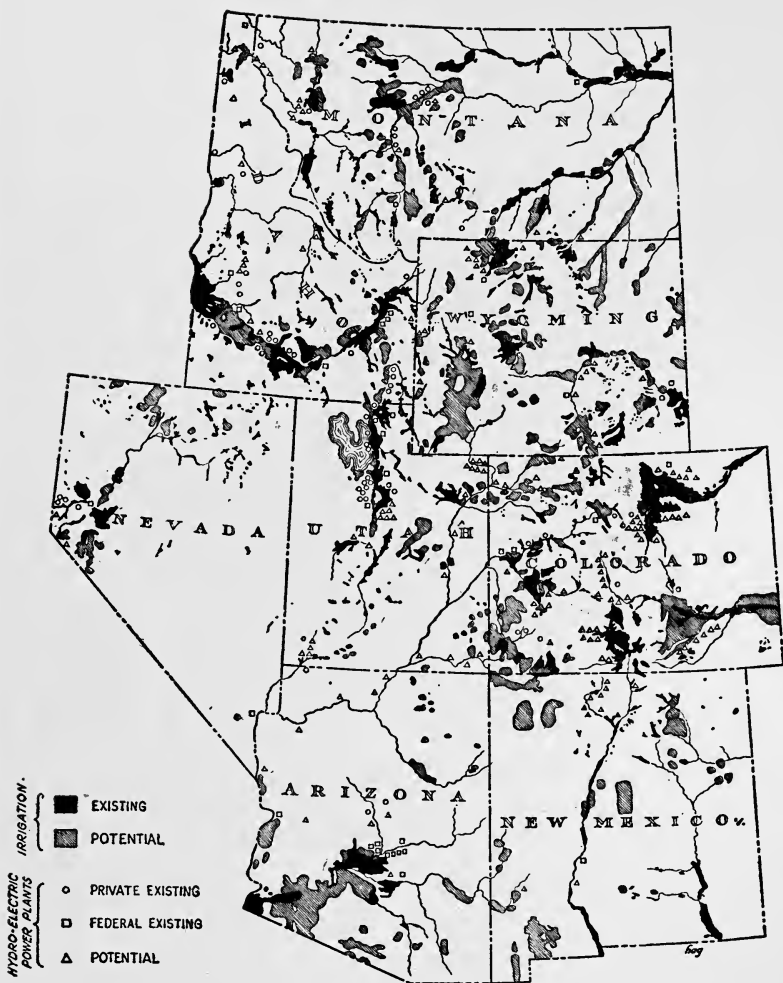 MONTANA
IDAHO
WYCMING
NEVADA
UTAH
COLORADO
ARIZONA
NEW MEXICO
IRRIGATION.
EXISTING
POTENTIAL
HYDRO-ELECTRIC
POWER PLANTS
PRIVATE EXISTING
FEDERAL EXISTING
POTENTIAL